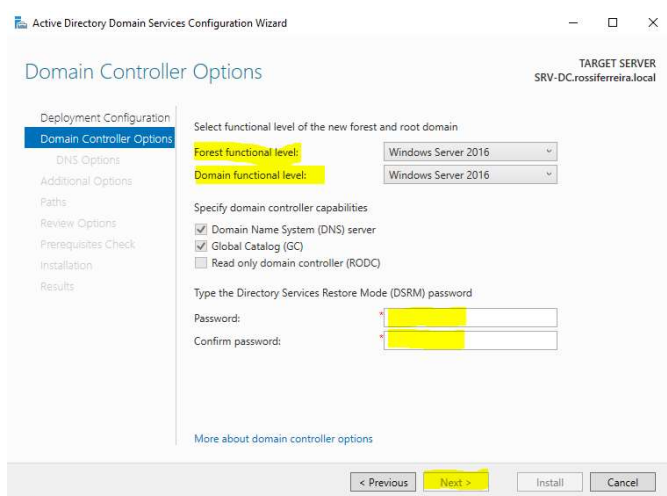 Active Directory Domain Services Configuration Wizard
Domain Controller Options
TARGET SERVER
SRV-DC.rossiferreira.local
Deployment Configuration
Domain Controller Options
DNS Options
Additional Options
Paths
Review Options
Prerequisites Check
Installation
Results
Select functional level of the new forest and root domain
Forest functional level: Windows Server 2016
Domain functional level: Windows Server 2016
Specify domain controller capabilities
Domain Name System (DNS) server
Global Catalog (GC)
Read only domain controller (RODC)
Type the Directory Services Restore Mode (DSRM) password
Password: *
Confirm password: *
More about domain controller options
< Previous Next > Install Cancel